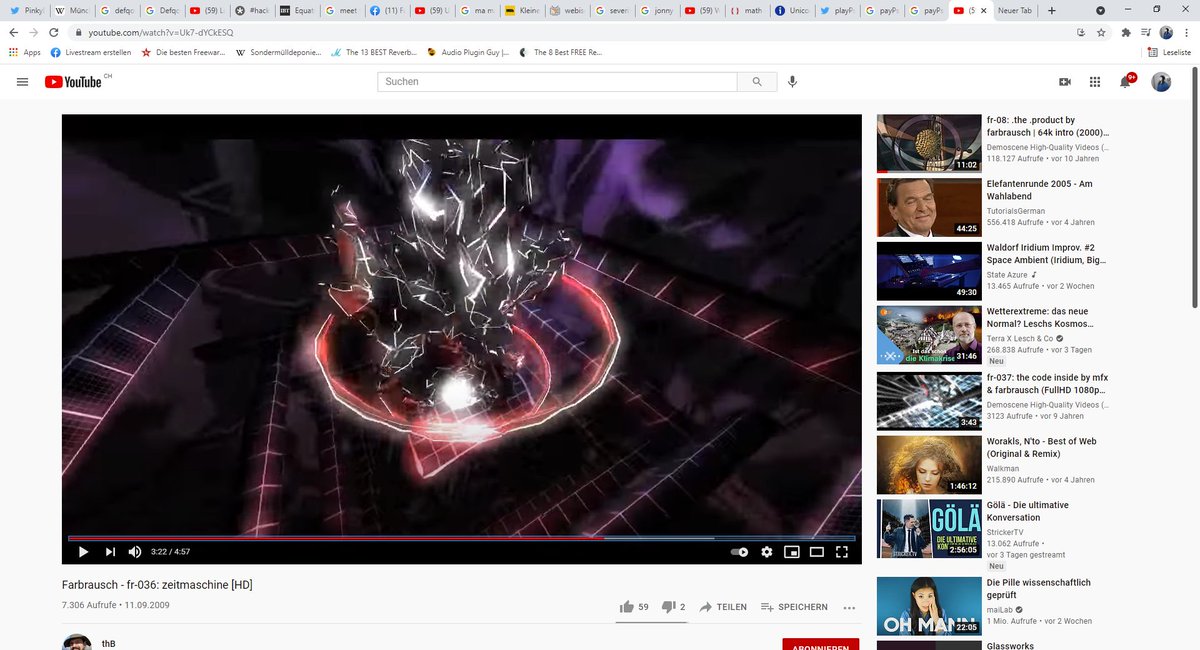 Pinky
W Münc
G defqo
G Defqc
(59) L
#hack
Equat
G meet
(11) F
(59) U
G ma m
Kleine
webis
G sever
G jonny
(59) V
{ } math
Unico
playP
G payPs
G payPs
(5
Neuer Tab
youtube.com/watch?v=Uk7-dYCkESQ
Apps
Livestream erstellen
Die besten Freewar...
W Sondermülldeponie...
The 13 BEST Reverb...
Audio Plugin Guy |...
The 8 Best FREE Re...
Leseliste
YouTube CH
Suchen
9+
fr-08: .the .product by
farbrausch | 64k intro (2000)...
Demoscene High-Quality Videos (...
118.127 Aufrufe • vor 10 Jahren
11:02
Elefantenrunde 2005 - Am
Wahlabend
TutorialsGerman
556.418 Aufrufe • vor 4 Jahren
44:25
Waldorf Iridium Improv. #2
Space Ambient (Iridium, Big...
State Azure
13.465 Aufrufe • vor 2 Wochen
49:30
Wetterextreme: das neue
Normal? Leschs Kosmos...
Terra X Lesch & Co
268.838 Aufrufe • vor 3 Tagen
Neu
Ist das schon
die Klimakrise
31:46
fr-037: the code inside by mfx
& farbrausch (FullHD 1080p...
Demoscene High-Quality Videos (...
3123 Aufrufe • vor 9 Jahren
3:43
Worakls, N'to - Best of Web
(Original & Remix)
Walkman
215.890 Aufrufe • vor 4 Jahren
1:46:12
Gölä - Die ultimative
Konversation
StrickerTV
13.062 Aufrufe •
vor 3 Tagen gestreamt
Neu
GÖLÄ
DIE ULTIMATIVE
STRICKER.TV
2:56:05
Die Pille wissenschaftlich
geprüft
maiLab
1 Mio. Aufrufe • vor 2 Wochen
OH MANN
22:05
Glassworks
3:22 / 4:57
Farbrausch - fr-036: zeitmaschine [HD]
7.306 Aufrufe • 11.09.2009
59
2
TEILEN
SPEICHERN
thB
ABONNIEREN